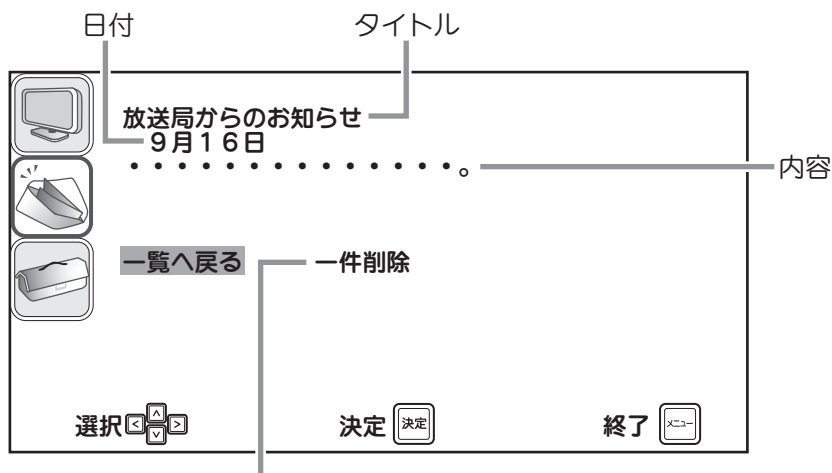 日付 タイトル
放送局からのお知らせ
9月16日
・・・・・・・・・・・・・・。
内容
一覧へ戻る 一件削除
選択 決定 決定 終了 メニュー